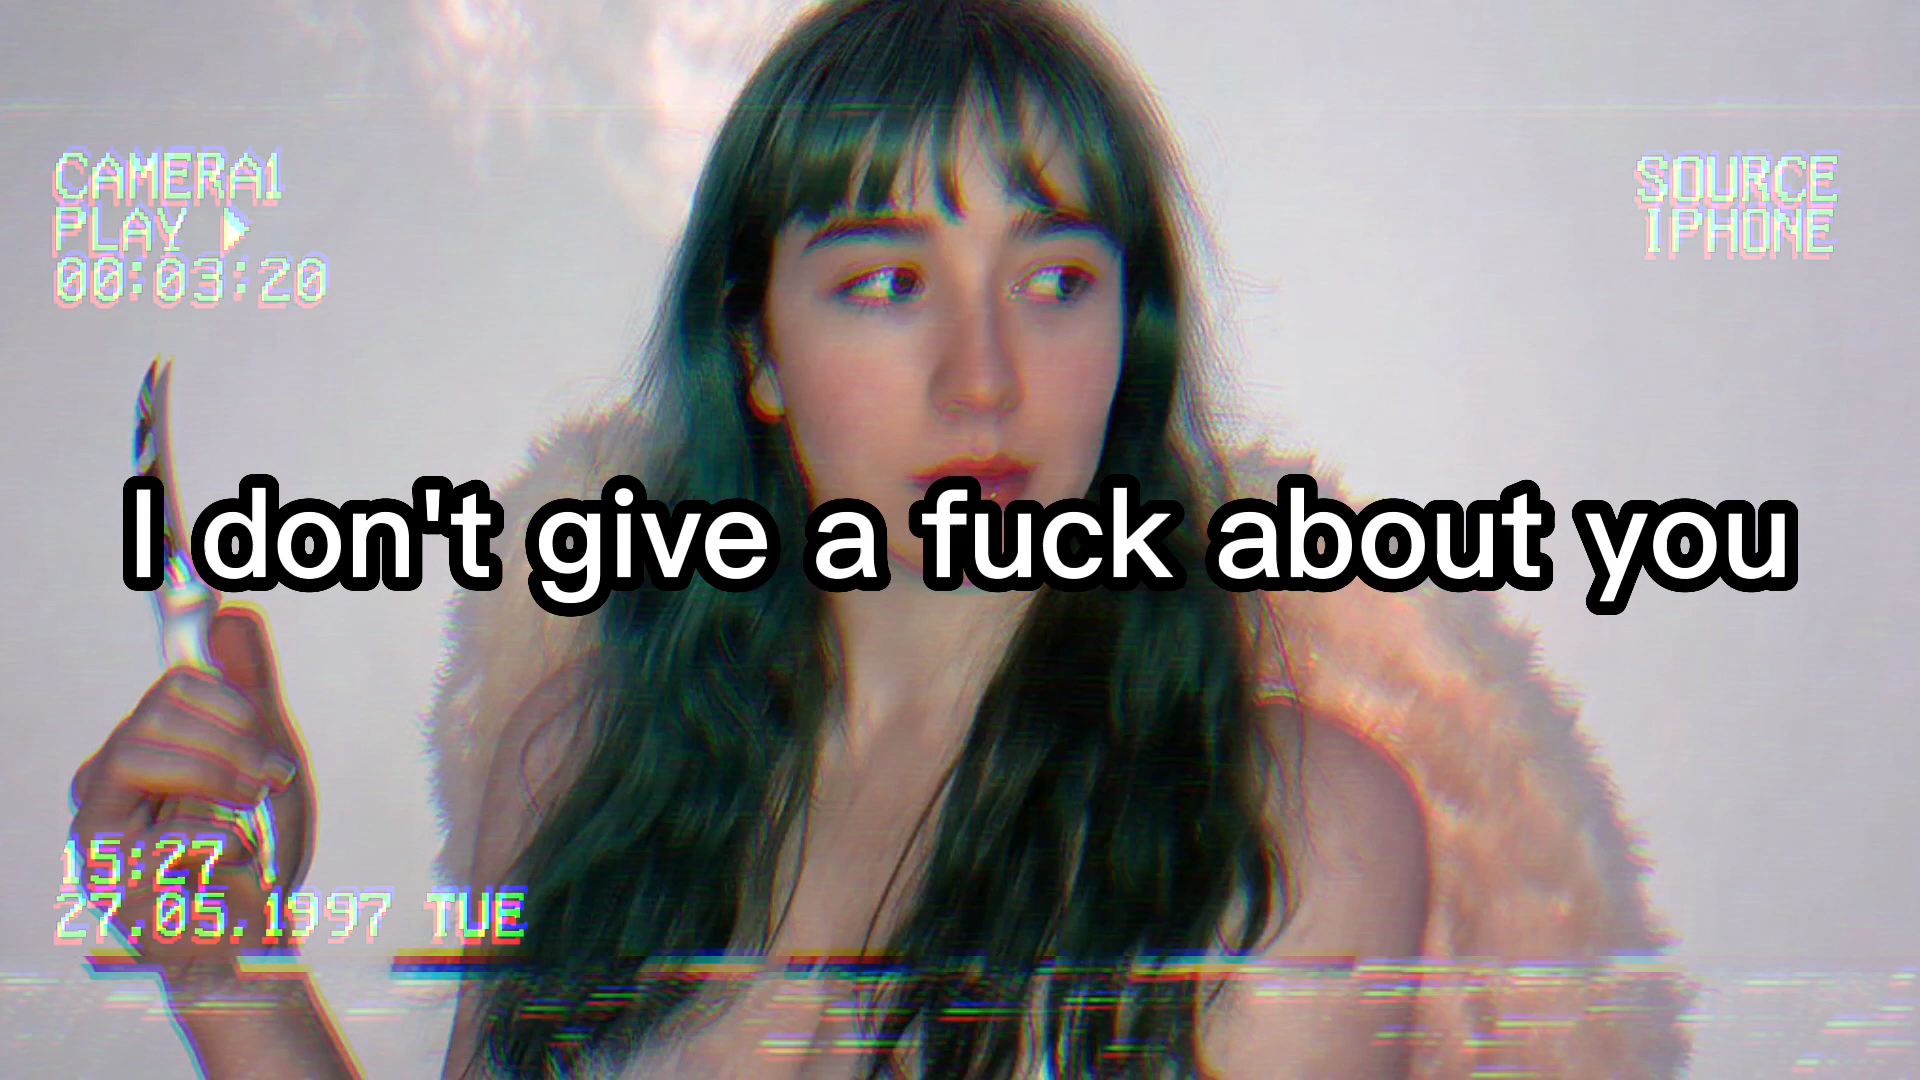 CAMERA1
PLAY
00:03:20
SOURCE
IPHONE
I don't give a fuck about you
15:27
27.05.1997 TUE